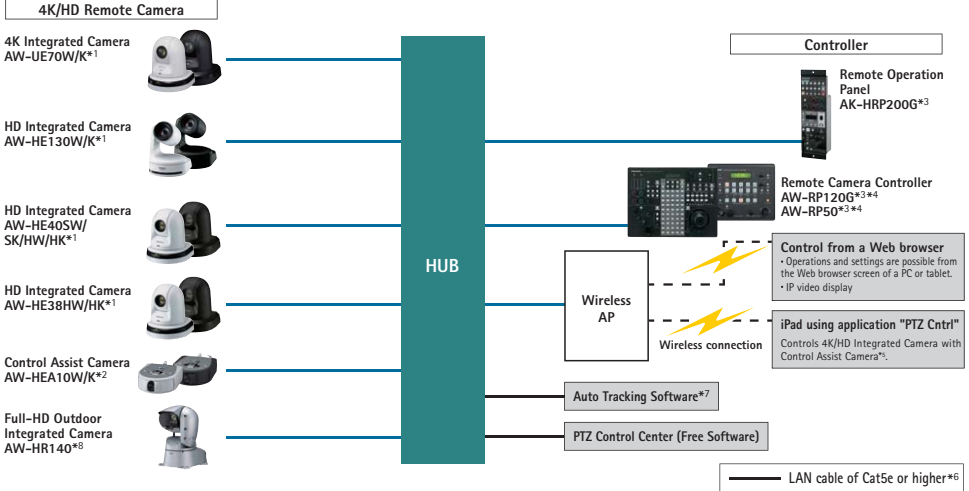 4K/HD Remote Camera
4K Integrated Camera
AW-UE70W/K*1
HD Integrated Camera
AW-HE130W/K*1
HD Integrated Camera
AW-HE40SW/
SK/HW/HK*1
HD Integrated Camera
AW-HE38HW/HK*1
Control Assist Camera
AW-HEA10W/K*2
Full-HD Outdoor
Integrated Camera
AW-HR140*8
HUB
Controller
Remote Operation
Panel
AK-HRP200G*3
Remote Camera Controller
AW-RP120G*3*4
AW-RP50*3*4
Wireless
AP
Wireless connection
Control from a Web browser
• Operations and settings are possible from
the Web browser screen of a PC or tablet.
• IP video display
iPad using application "PTZ Cntrl"
Controls 4K/HD Integrated Camera with
Control Assist Camera*5.
Auto Tracking Software*7
PTZ Control Center (Free Software)
LAN cable of Cat5e or higher*6